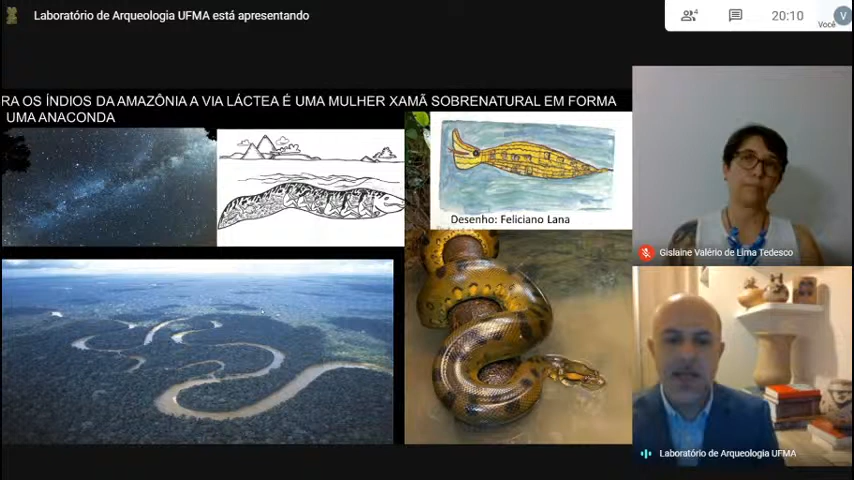 Laboratório de Arqueologia UFMA está apresentando
4
20:10
Você
V
RA OS ÍNDIOS DA AMAZÔNIA A VIA LÁCTEA É UMA MULHER XAMÃ SOBRENATURAL EM FORMA
UMA ANACONDA
Desenho: Feliciano Lana
Gislaine Valério de Lima Tedesco
Laboratório de Arqueologia UFMA